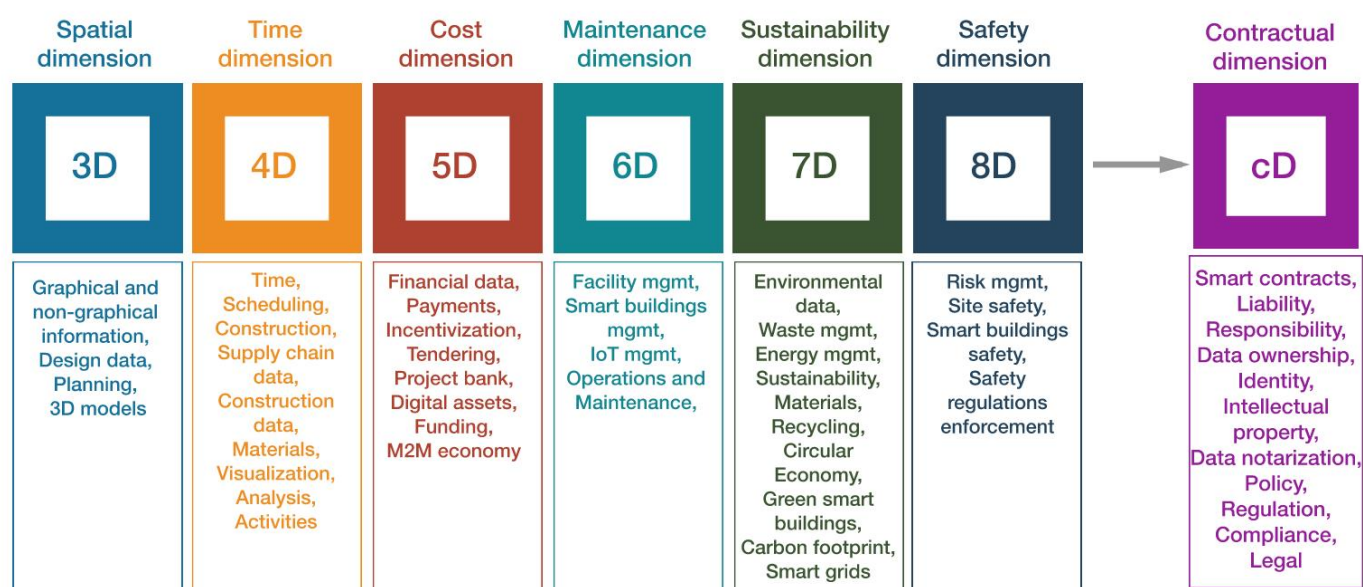 Spatial
dimension
Time
dimension
Cost
dimension
Maintenance
dimension
Sustainability
dimension
Safety
dimension
Contractual
dimension
3D
4D
5D
6D
7D
8D
cD
Graphical and
non-graphical
information,
Design data,
Planning,
3D models
Time,
Scheduling,
Construction,
Supply chain
data,
Construction
data,
Materials,
Visualization,
Analysis,
Activities
Financial data,
Payments,
Incentivization,
Tendering,
Project bank,
Digital assets,
Funding,
M2M economy
Facility mgmt,
Smart buildings
mgmt,
IoT mgmt,
Operations and
Maintenance,
Environmental
data,
Waste mgmt,
Energy mgmt,
Sustainability,
Materials,
Recycling,
Circular
Economy,
Green smart
buildings,
Carbon footprint,
Smart grids
Risk mgmt,
Site safety,
Smart buildings
safety,
Safety
regulations
enforcement
Smart contracts,
Liability,
Responsibility,
Data ownership,
Identity,
Intellectual
property,
Data notarization,
Policy,
Regulation,
Compliance,
Legal